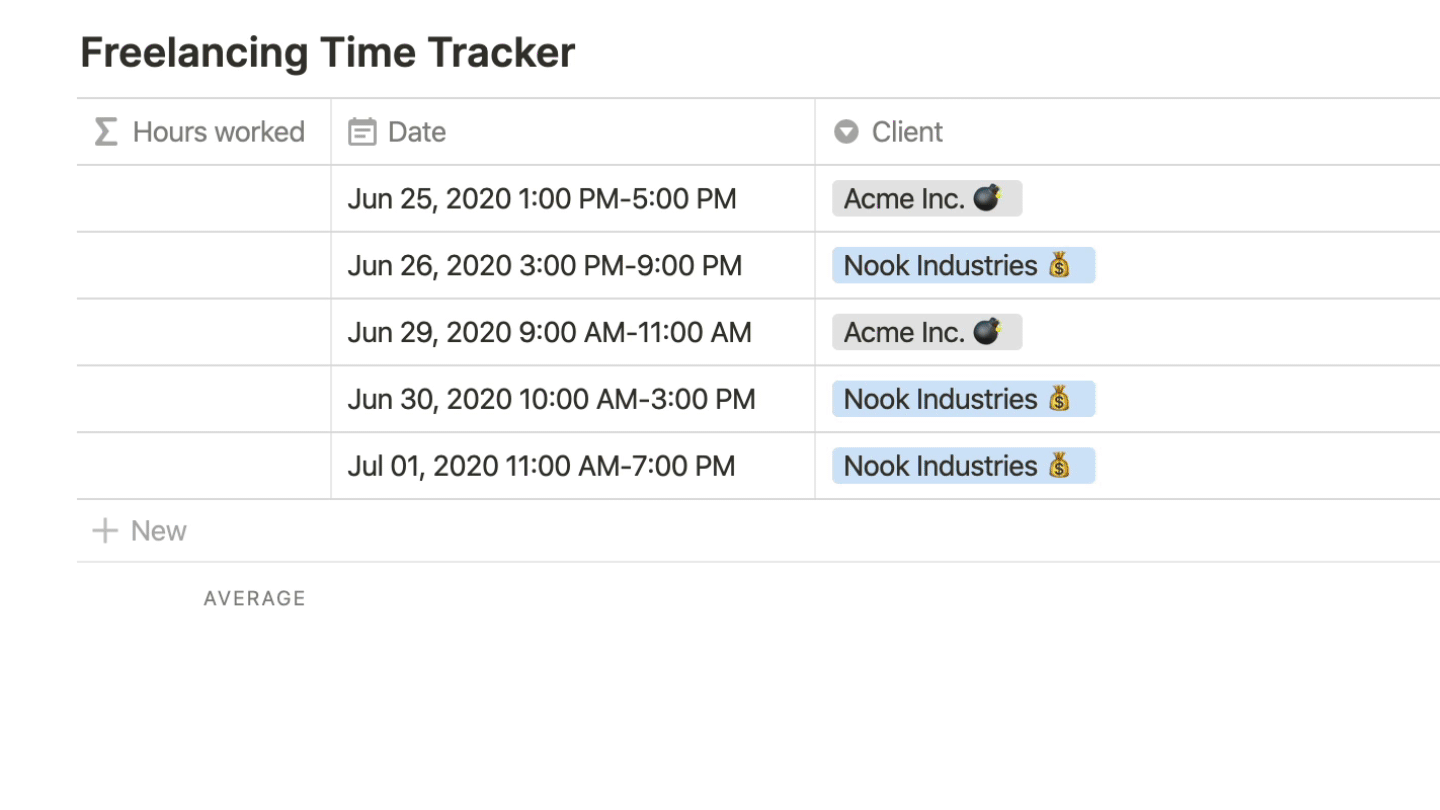 Freelancing Time Tracker
Hours worked Date Client
Jun 25, 2020 1:00 PM-5:00 PM Acme Inc. 💣
Jun 26, 2020 3:00 PM-9:00 PM Nook Industries 💰
Jun 29, 2020 9:00 AM-11:00 AM Acme Inc. 💣
Jun 30, 2020 10:00 AM-3:00 PM Nook Industries 💰
Jul 01, 2020 11:00 AM-7:00 PM Nook Industries 💰
New
AVERAGE